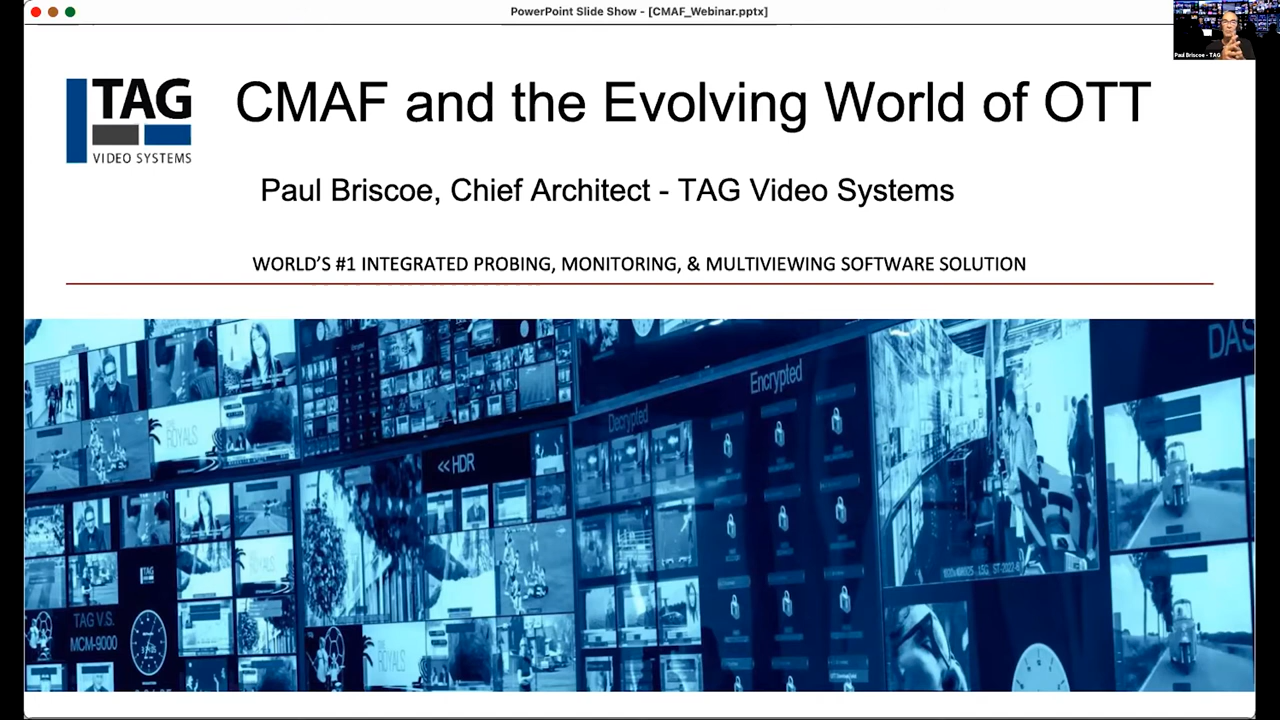 PowerPoint Slide Show - [CMAF_Webinar.pptx]
Paul Briscoe - TAG
TAG
VIDEO SYSTEMS
CMAF and the Evolving World of OTT
Paul Briscoe, Chief Architect - TAG Video Systems
WORLD'S #1 INTEGRATED PROBING, MONITORING, & MULTIVIEWING SOFTWARE SOLUTION
DAS
Encrypted
Decrypted
ROYALS
<< HDR
TAG
TAG V.S.
MCM-9000
ROYALS